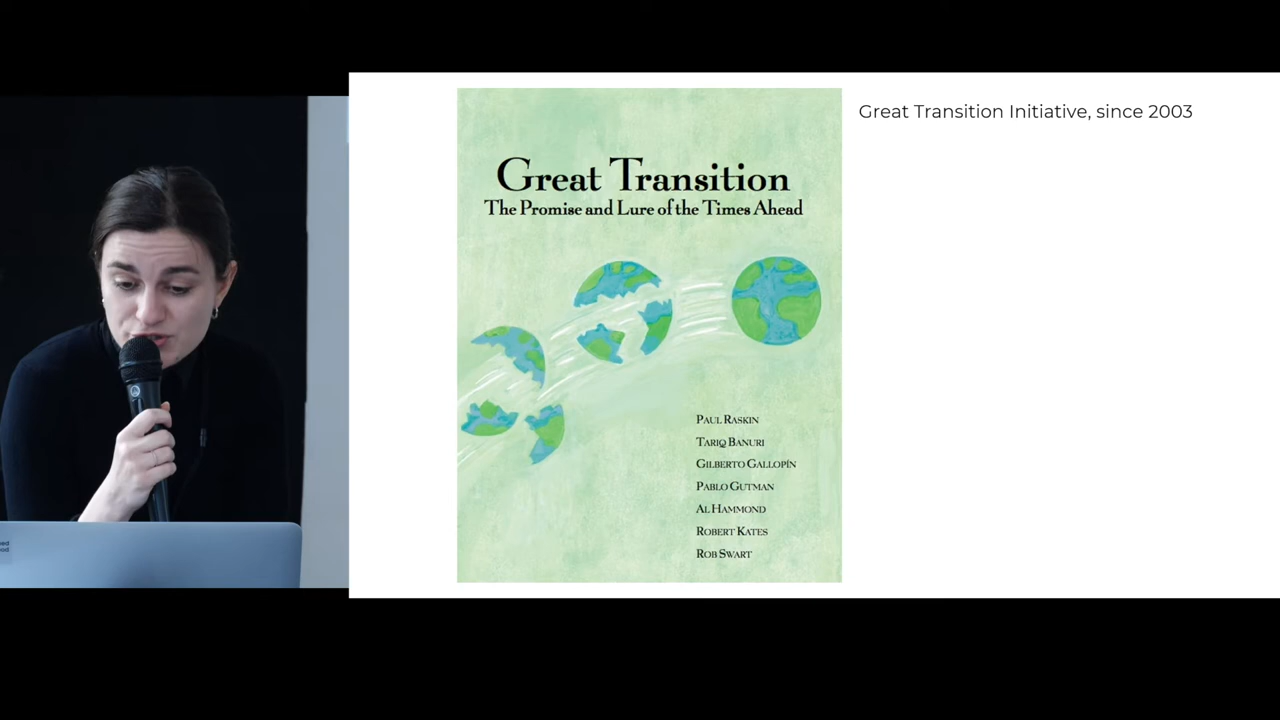 Great Transition Initiative, since 2003
Great Transition
The Promise and Lure of the Times Ahead
PAUL RASKIN
TARIQ BANURI
GILBERTO GALLOPÍN
PABLO GUTMAN
AL HAMMOND
ROBERT KATES
ROB SWART